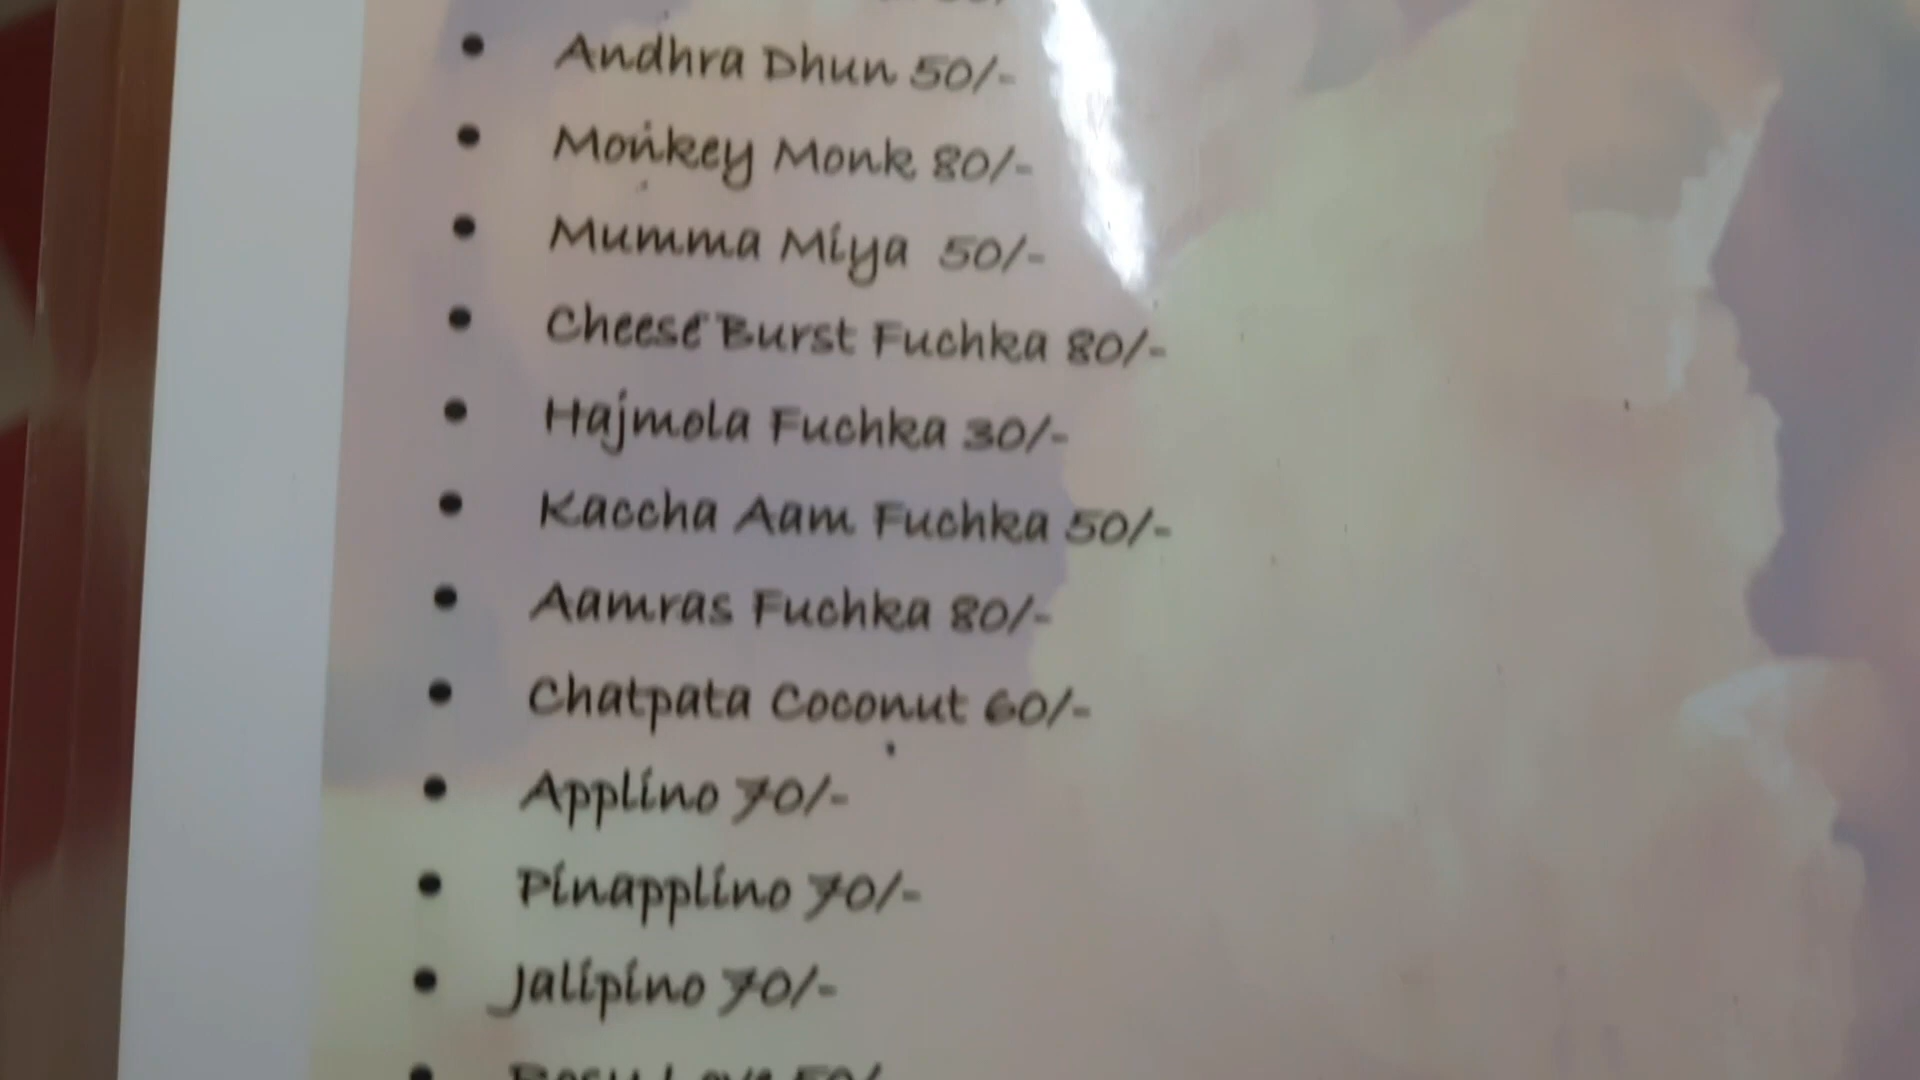 • Andhra Dhun 50/-
• Monkey Monk 80/-
• Mumma Miya 50/-
• Cheese Burst Fuchka 80/-
• Hajmola Fuchka 30/-
• Kaccha Aam Fuchka 50/-
• Aamras Fuchka 80/-
• Chatpata Coconut 60/-
• Applino 70/-
• Pinapplino 70/-
• Jalipino 70/-